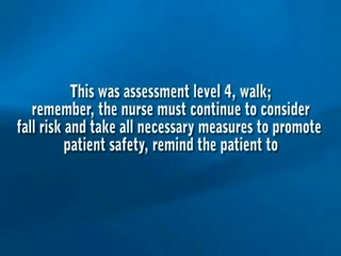 This was assessment level 4, walk;
remember, the nurse must continue to consider
fall risk and take all necessary measures to promote
patient safety, remind the patient to